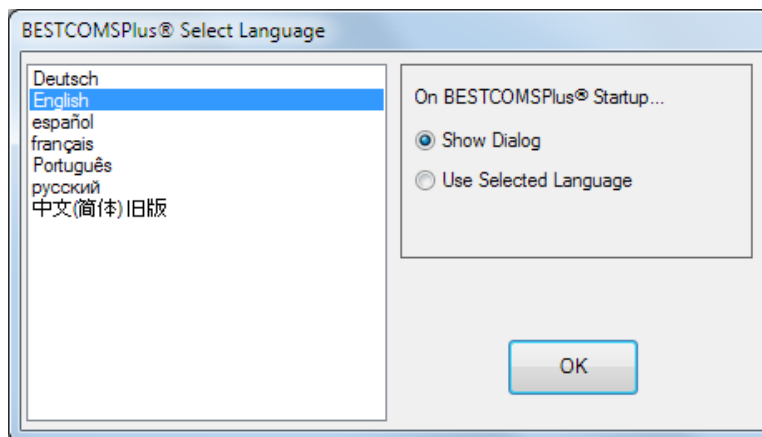 BESTCOMSPlus® Select Language
Deutsch
English
español
français
Português
русский
中文(简体) 旧版
On BESTCOMSPlus® Startup...
Show Dialog
Use Selected Language
OK